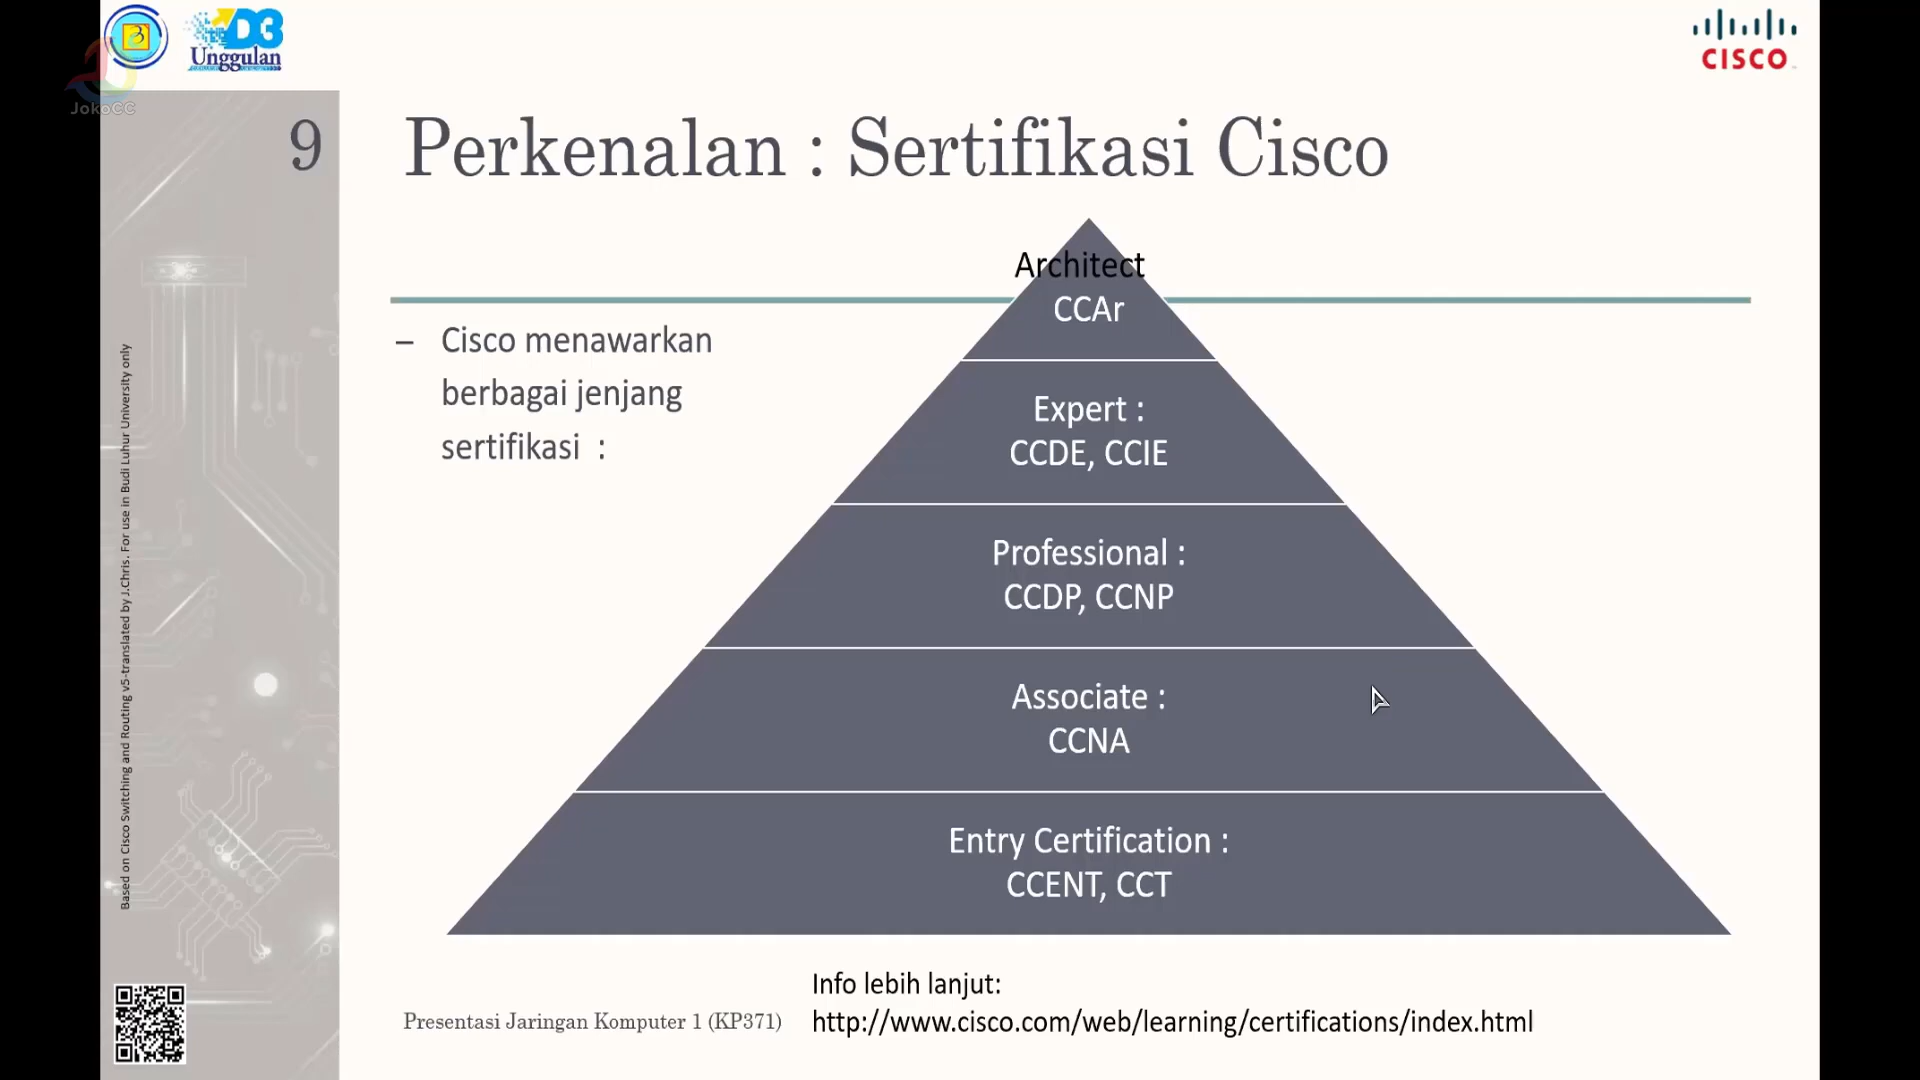 D3
Unggulan
CISCO
JokoCC
9
Perkenalan : Sertifikasi Cisco
Architect
CCAr
– Cisco menawarkan
berbagai jenjang
sertifikasi :
Expert :
CCDE, CCIE
Professional :
CCDP, CCNP
Associate :
CCNA
Entry Certification :
CCENT, CCT
Based on Cisco Switching and Routing v5-translated by J.Chris. For use in Budi Luhur University only
Info lebih lanjut:
Presentasi Jaringan Komputer 1 (KP371)
http://www.cisco.com/web/learning/certifications/index.html